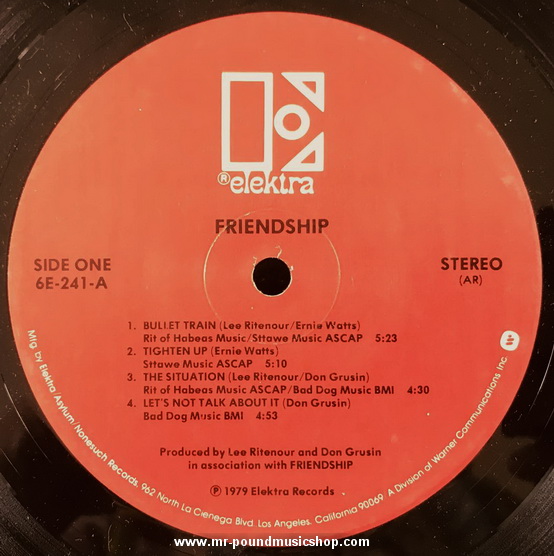 ® elektra
FRIENDSHIP
SIDE ONE
6E-241-A
STEREO
(AR)
1. BULLET TRAIN (Lee Ritenour/Ernie Watts)
Rit of Habeas Music/Sttawe Music ASCAP 5:23
2. TIGHTEN UP (Ernie Watts)
Sttawe Music ASCAP 5:10
3. THE SITUATION (Lee Ritenour/Don Grusin)
Rit of Habeas Music ASCAP/Bad Dog Music BMI 4:30
4. LET'S NOT TALK ABOUT IT (Don Grusin)
Bad Dog Music BMI 4:53
Produced by Lee Ritenour and Don Grusin
in association with FRIENDSHIP
℗ 1979 Elektra Records
Mfg by Elektra/Asylum/Nonesuch Records. 962 North La Cienega Blvd. Los Angeles. California 90069 A Division of Warner Communications Inc
www.mr-poundmusicshop.com